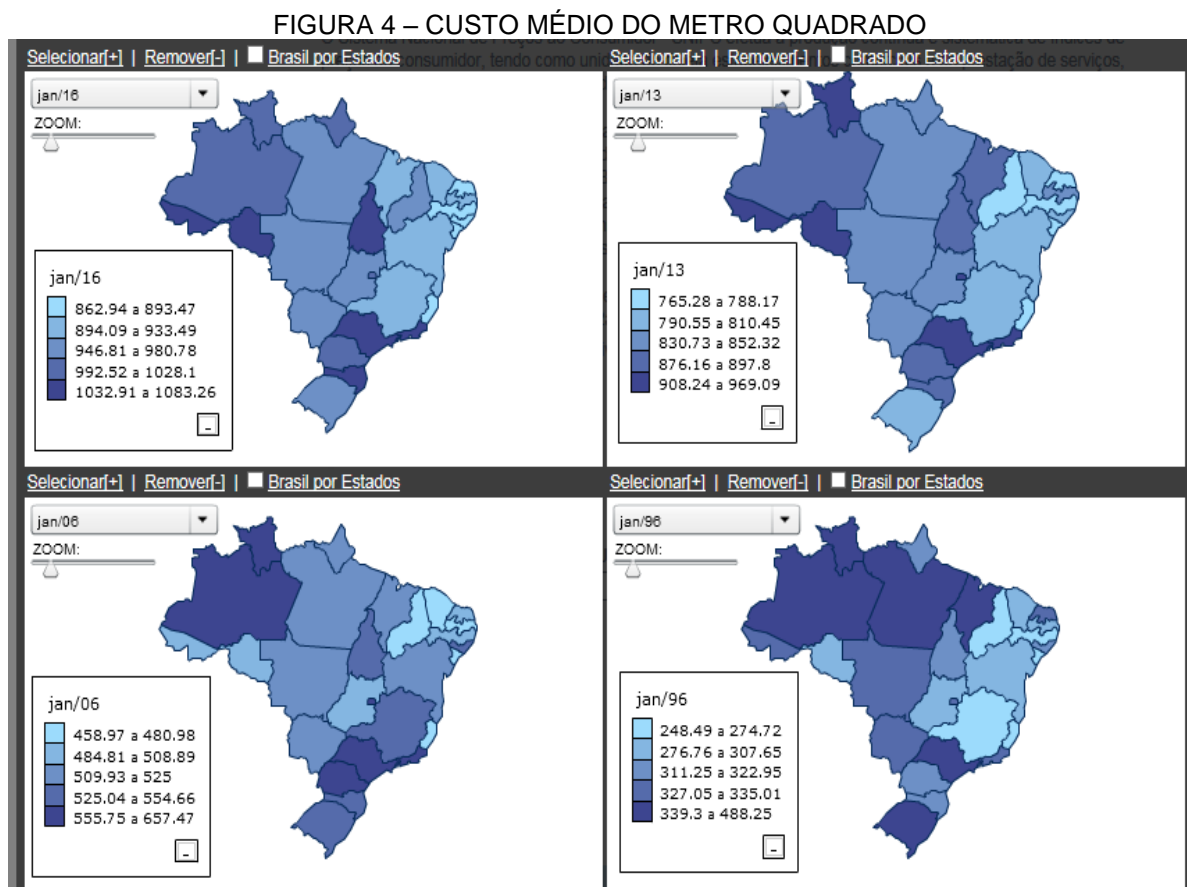 FIGURA 4 – CUSTO MÉDIO DO METRO QUADRADO
Selecionar[+] | Remover[-] | Brasil por Estados
jan/16
ZOOM:
jan/16
862.94 a 893.47
894.09 a 933.49
946.81 a 980.78
992.52 a 1028.1
1032.91 a 1083.26
-
Selecionar[+] | Remover[-] | Brasil por Estados
jan/13
ZOOM:
jan/13
765.28 a 788.17
790.55 a 810.45
830.73 a 852.32
876.16 a 897.8
908.24 a 969.09
-
Selecionar[+] | Remover[-] | Brasil por Estados
jan/06
ZOOM:
jan/06
458.97 a 480.98
484.81 a 508.89
509.93 a 525
525.04 a 554.66
555.75 a 657.47
-
Selecionar[+] | Remover[-] | Brasil por Estados
jan/96
ZOOM:
jan/96
248.49 a 274.72
276.76 a 307.65
311.25 a 322.95
327.05 a 335.01
339.3 a 488.25
-